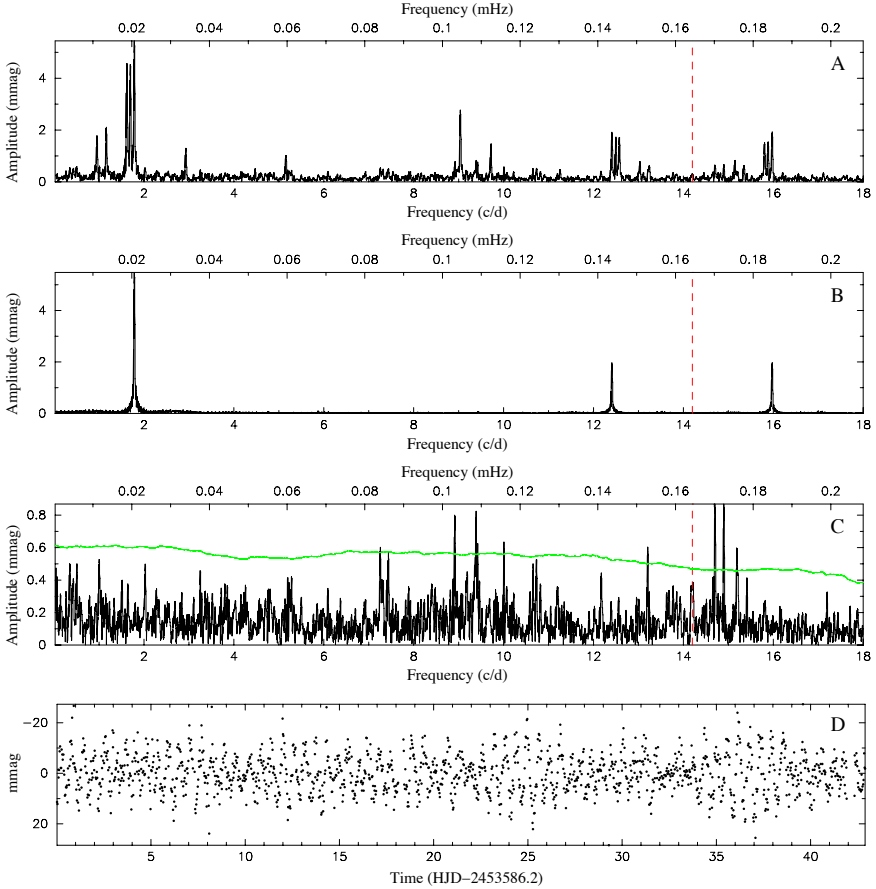 Frequency (mHz)
0.02 0.04 0.06 0.08 0.1 0.12 0.14 0.16 0.18 0.2
A
Amplitude (mmag)
4
2
0
2 4 6 8 10 12 14 16 18
Frequency (c/d)
Frequency (mHz)
0.02 0.04 0.06 0.08 0.1 0.12 0.14 0.16 0.18 0.2
B
Amplitude (mmag)
4
2
0
2 4 6 8 10 12 14 16 18
Frequency (c/d)
Frequency (mHz)
0.02 0.04 0.06 0.08 0.1 0.12 0.14 0.16 0.18 0.2
C
Amplitude (mmag)
0.8
0.6
0.4
0.2
0
2 4 6 8 10 12 14 16 18
Frequency (c/d)
D
mmag
−20
0
20
5 10 15 20 25 30 35 40
Time (HJD−2453586.2)